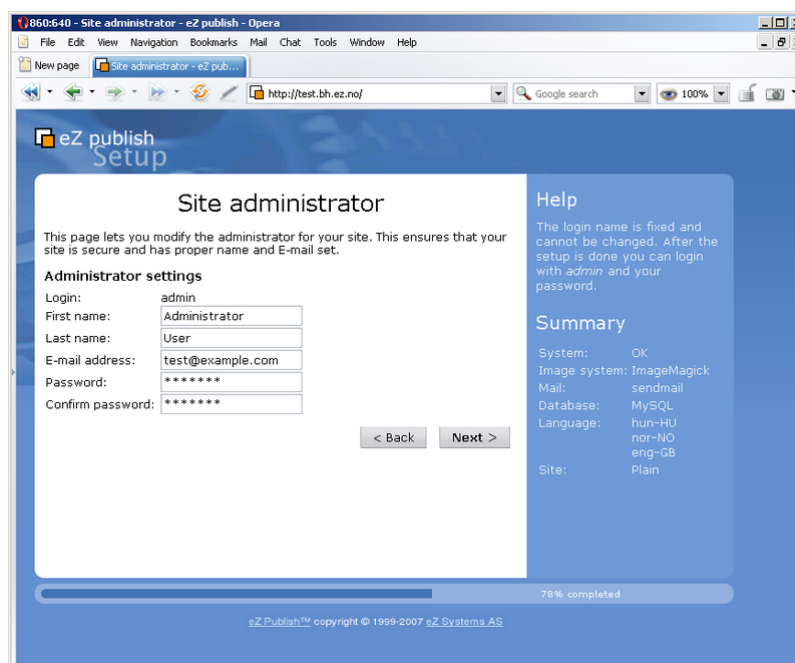 860:640 - Site administrator - eZ publish - Opera
File Edit View Navigation Bookmarks Mail Chat Tools Window Help
New page Site administrator - eZ pub...
http://test.bh.ez.no/ Google search 100%
eZ publish
Setup
Site administrator
This page lets you modify the administrator for your site. This ensures that your
site is secure and has proper name and E-mail set.
Administrator settings
Login: admin
First name: Administrator
Last name: User
E-mail address: test@example.com
Password: *******
Confirm password: *******
< Back Next >
Help
The login name is fixed and
cannot be changed. After the
setup is done you can login
with admin and your
password.
Summary
System: OK
Image system: ImageMagick
Mail: sendmail
Database: MySQL
Language: hun-HU
nor-NO
eng-GB
Site: Plain
78% completed
eZ Publish™ copyright © 1999-2007 eZ Systems AS